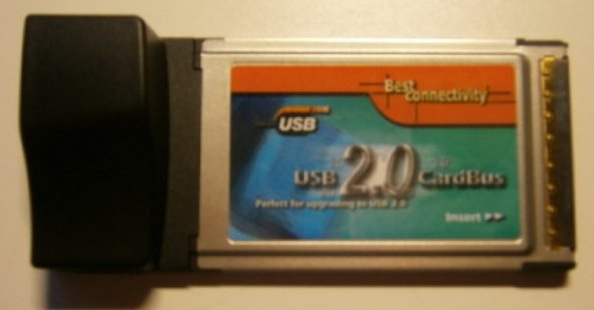 Best
connectivity
USB
USB 2.0 CardBus
Perfect for upgrading to USB 2.0
Insert